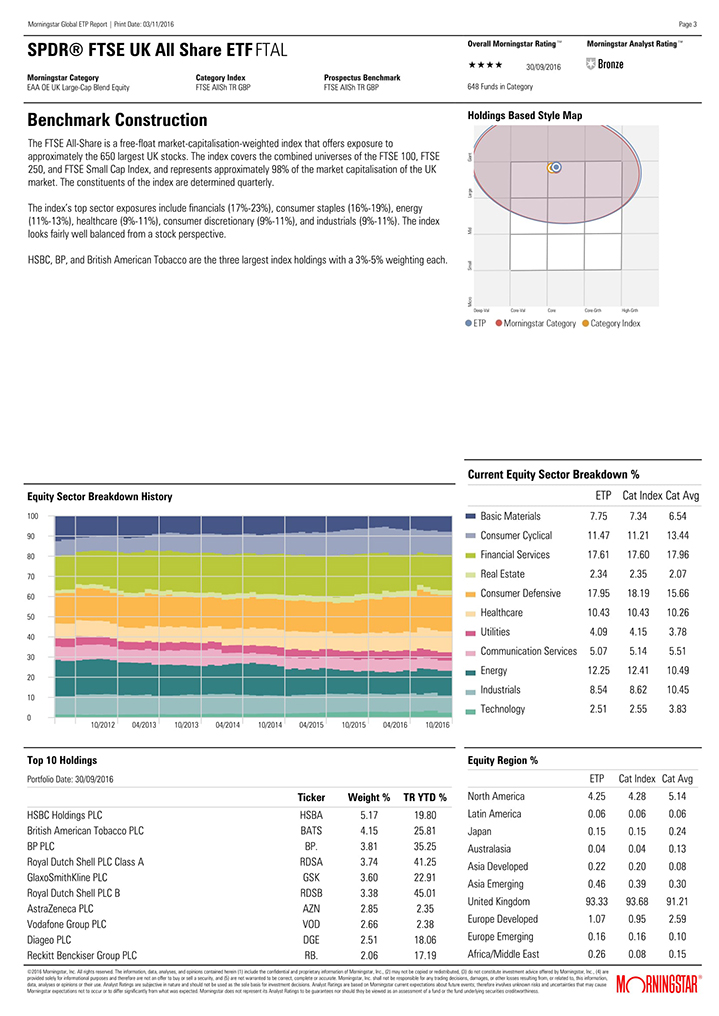 Morningstar Global ETP Report | Print Date: 03/11/2016 Page 3
SPDR® FTSE UK All Share ETF FTAL
Overall Morningstar Rating™ Morningstar Analyst Rating™
★★★★ 30/09/2016 Bronze
648 Funds in Category
Morningstar Category Category Index Prospectus Benchmark
EAA OE UK Large-Cap Blend Equity FTSE AllSh TR GBP FTSE AllSh TR GBP
Benchmark Construction
The FTSE All-Share is a free-float market-capitalisation-weighted index that offers exposure to
approximately the 650 largest UK stocks. The index covers the combined universes of the FTSE 100, FTSE
250, and FTSE Small Cap Index, and represents approximately 98% of the market capitalisation of the UK
market. The constituents of the index are determined quarterly.
The index's top sector exposures include financials (17%-23%), consumer staples (16%-19%), energy
(11%-13%), healthcare (9%-11%), consumer discretionary (9%-11%), and industrials (9%-11%). The index
looks fairly well balanced from a stock perspective.
HSBC, BP, and British American Tobacco are the three largest index holdings with a 3%-5% weighting each.
Holdings Based Style Map
Giant
Large
Mid
Small
Micro
Deep-Val Core-Val Core Core-Grth High-Grth
ETP Morningstar Category Category Index
Equity Sector Breakdown History
100
90
80
70
60
50
40
30
20
10
0
10/2012 04/2013 10/2013 04/2014 10/2014 04/2015 10/2015 04/2016 10/2016
Current Equity Sector Breakdown %
ETP Cat Index Cat Avg
Basic Materials 7.75 7.34 6.54
Consumer Cyclical 11.47 11.21 13.44
Financial Services 17.61 17.60 17.96
Real Estate 2.34 2.35 2.07
Consumer Defensive 17.95 18.19 15.66
Healthcare 10.43 10.43 10.26
Utilities 4.09 4.15 3.78
Communication Services 5.07 5.14 5.51
Energy 12.25 12.41 10.49
Industrials 8.54 8.62 10.45
Technology 2.51 2.55 3.83
Top 10 Holdings
Portfolio Date: 30/09/2016
Ticker Weight % TR YTD %
HSBC Holdings PLC HSBA 5.17 19.80
British American Tobacco PLC BATS 4.15 25.81
BP PLC BP. 3.81 35.25
Royal Dutch Shell PLC Class A RDSA 3.74 41.25
GlaxoSmithKline PLC GSK 3.60 22.91
Royal Dutch Shell PLC B RDSB 3.38 45.01
AstraZeneca PLC AZN 2.85 2.35
Vodafone Group PLC VOD 2.66 2.38
Diageo PLC DGE 2.51 18.06
Reckitt Benckiser Group PLC RB. 2.06 17.19
Equity Region %
ETP Cat Index Cat Avg
North America 4.25 4.28 5.14
Latin America 0.06 0.06 0.06
Japan 0.15 0.15 0.24
Australasia 0.04 0.04 0.13
Asia Developed 0.22 0.20 0.08
Asia Emerging 0.46 0.39 0.30
United Kingdom 93.33 93.68 91.21
Europe Developed 1.07 0.95 2.59
Europe Emerging 0.16 0.16 0.10
Africa/Middle East 0.26 0.08 0.15
©2016 Morningstar, Inc. All rights reserved. The information, data, analyses, and opinions contained herein (1) include the confidential and proprietary information of Morningstar, Inc., (2) may not be copied or redistributed, (3) do not constitute investment advice offered by Morningstar, Inc., (4) are
provided solely for informational purposes and therefore are not an offer to buy or sell a security, and (5) are not warranted to be correct, complete or accurate. Morningstar, Inc. shall not be responsible for any trading decisions, damages, or other losses resulting from, or related to, this information,
data, analyses or opinions or their use. Analyst Ratings are subjective in nature and should not be used as the sole basis for investment decisions. Analyst Ratings are based on Morningstar current expectations about future events; therefore involves unknown risks and uncertainties that may cause
Morningstar expectations not to occur or to differ significantly from what was expected. Morningstar does not represent its Analyst Ratings to be guarantees nor should they be viewed as an assessment of a fund or the fund underlying securities creditworthiness.
MORNINGSTAR®